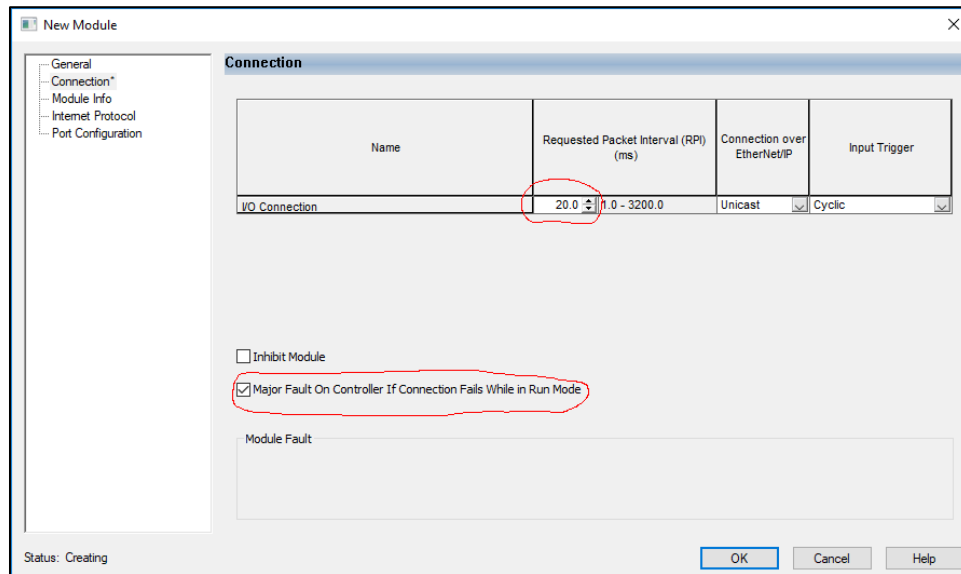 New Module
General
Connection*
Module Info
Internet Protocol
Port Configuration
Connection
Name
Requested Packet Interval (RPI)
(ms)
Connection over
EtherNet/IP
Input Trigger
I/O Connection
20.0
1.0 - 3200.0
Unicast
Cyclic
Inhibit Module
Major Fault On Controller If Connection Fails While in Run Mode
Module Fault
Status: Creating
OK
Cancel
Help